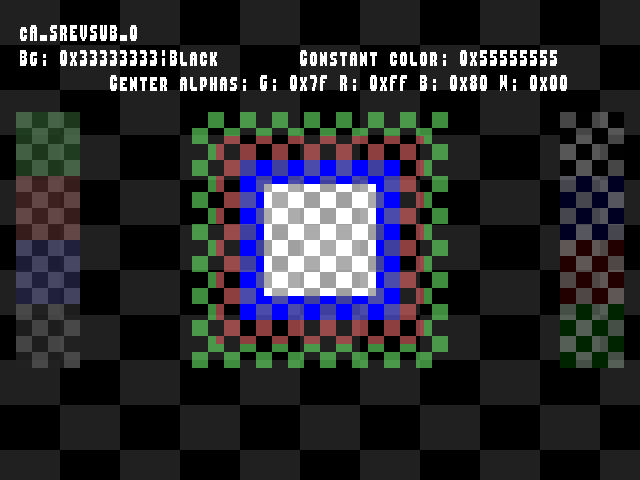 cA_SREVSUB_0
Bg: 0x33333333¦Black Constant color: 0x55555555
Center alphas: G: 0x7F R: 0xFF B: 0x80 W: 0x00